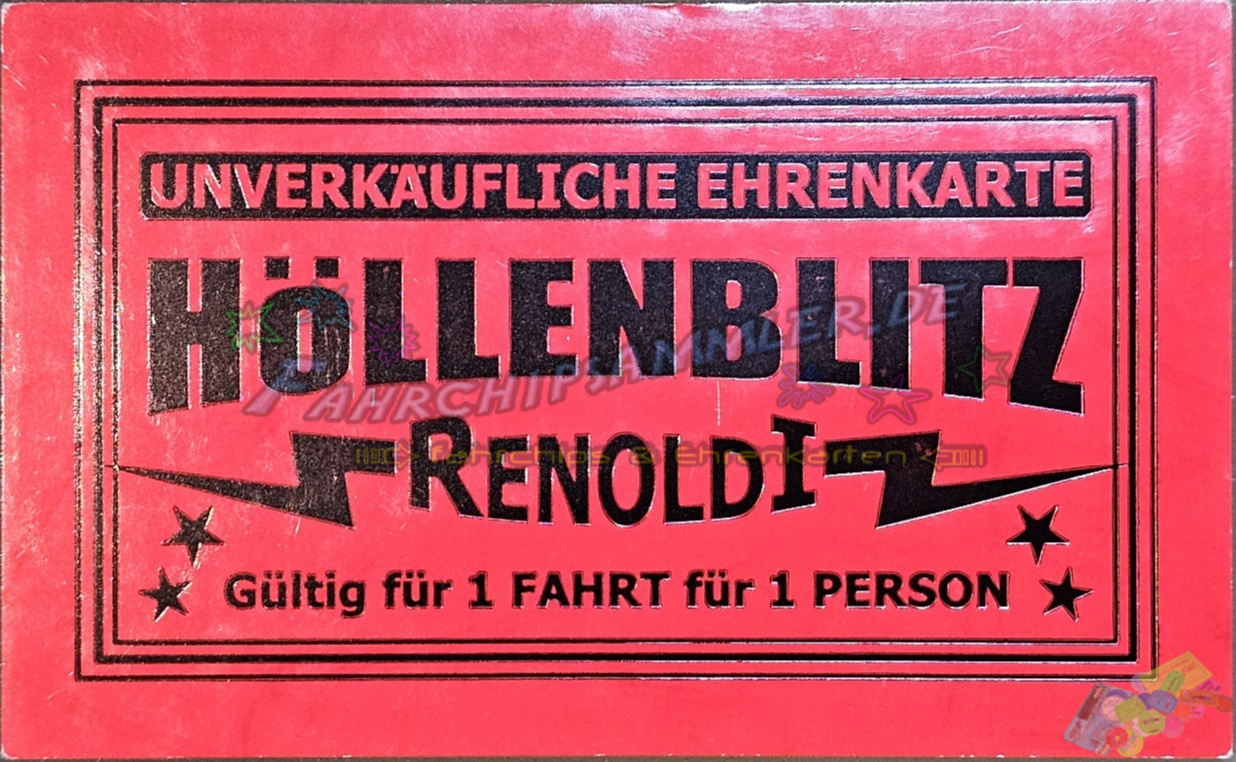 UNVERKÄUFLICHE EHRENKARTE
HÖLLENBLITZ
FAHRCHIPSAMMLER.DE
RENOLDI
Fahrchips & Ehrenkarten
Gültig für 1 FAHRT für 1 PERSON